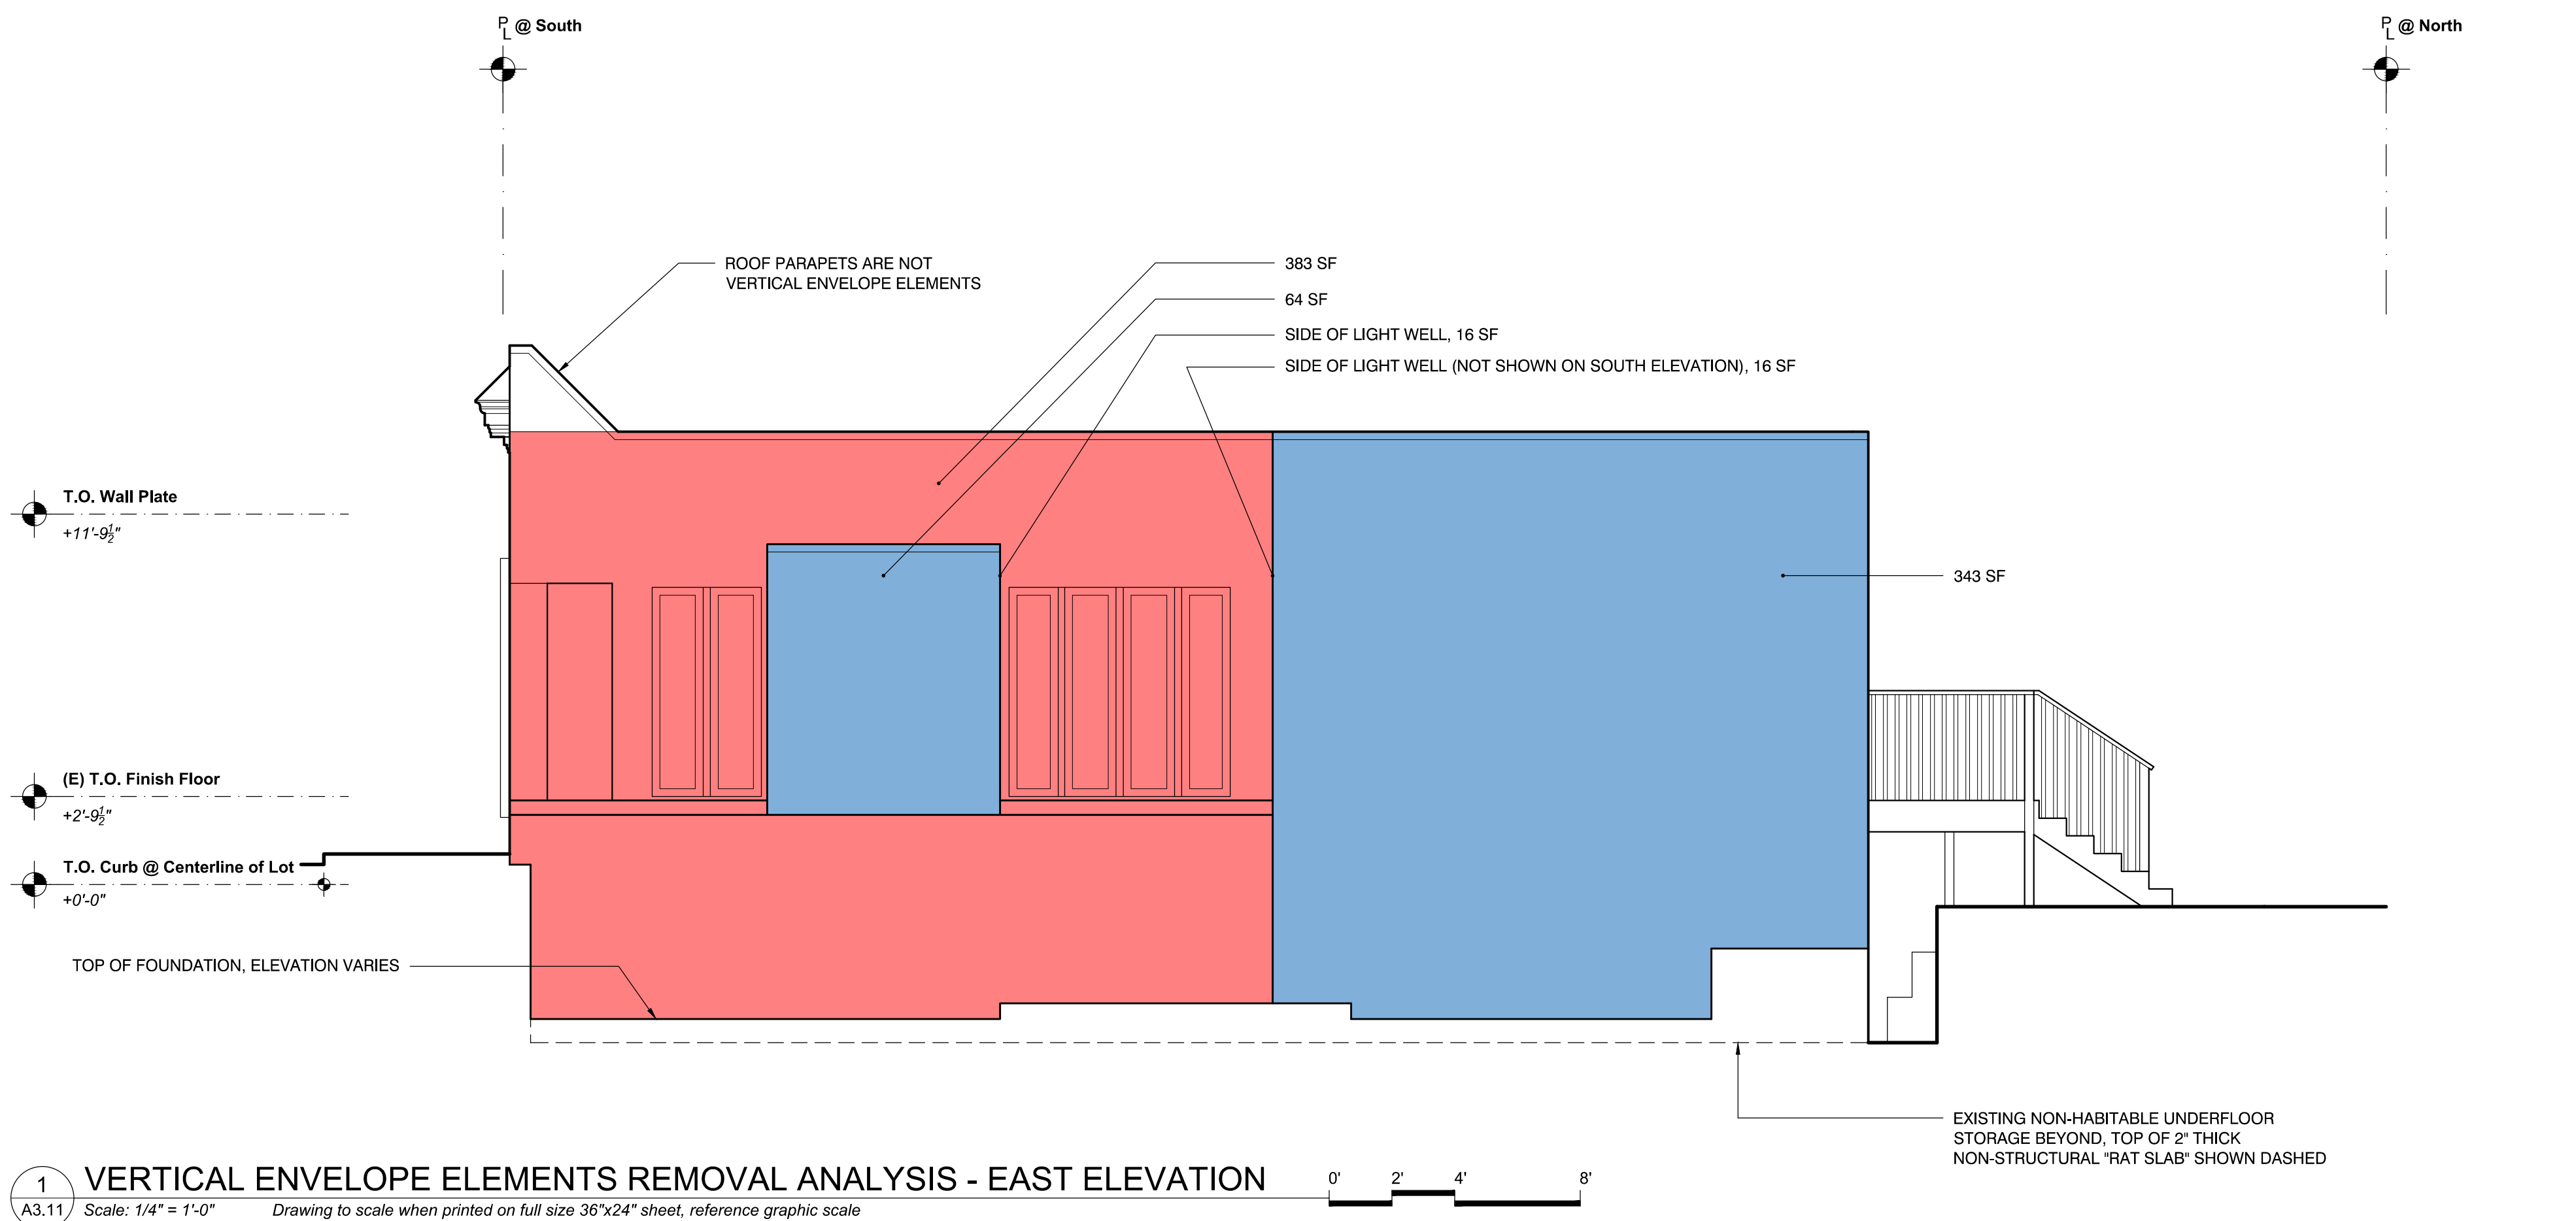 PL @ South
PL @ North
ROOF PARAPETS ARE NOT
VERTICAL ENVELOPE ELEMENTS
383 SF
64 SF
SIDE OF LIGHT WELL, 16 SF
SIDE OF LIGHT WELL (NOT SHOWN ON SOUTH ELEVATION), 16 SF
T.O. Wall Plate
+11'-9½"
343 SF
(E) T.O. Finish Floor
+2'-9½"
T.O. Curb @ Centerline of Lot
+0'-0"
TOP OF FOUNDATION, ELEVATION VARIES
EXISTING NON-HABITABLE UNDERFLOOR
STORAGE BEYOND, TOP OF 2" THICK
NON-STRUCTURAL "RAT SLAB" SHOWN DASHED
1
A3.11
VERTICAL ENVELOPE ELEMENTS REMOVAL ANALYSIS - EAST ELEVATION
Scale: 1/4" = 1'-0" Drawing to scale when printed on full size 36"x24" sheet, reference graphic scale
0' 2' 4' 8'